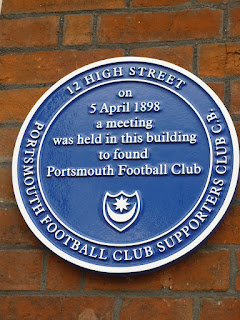 12 HIGH STREET
on
5 April 1898
a meeting
was held in this building
to found
Portsmouth Football Club
PORTSMOUTH FOOTBALL CLUB SUPPORTERS CLUB C.B.